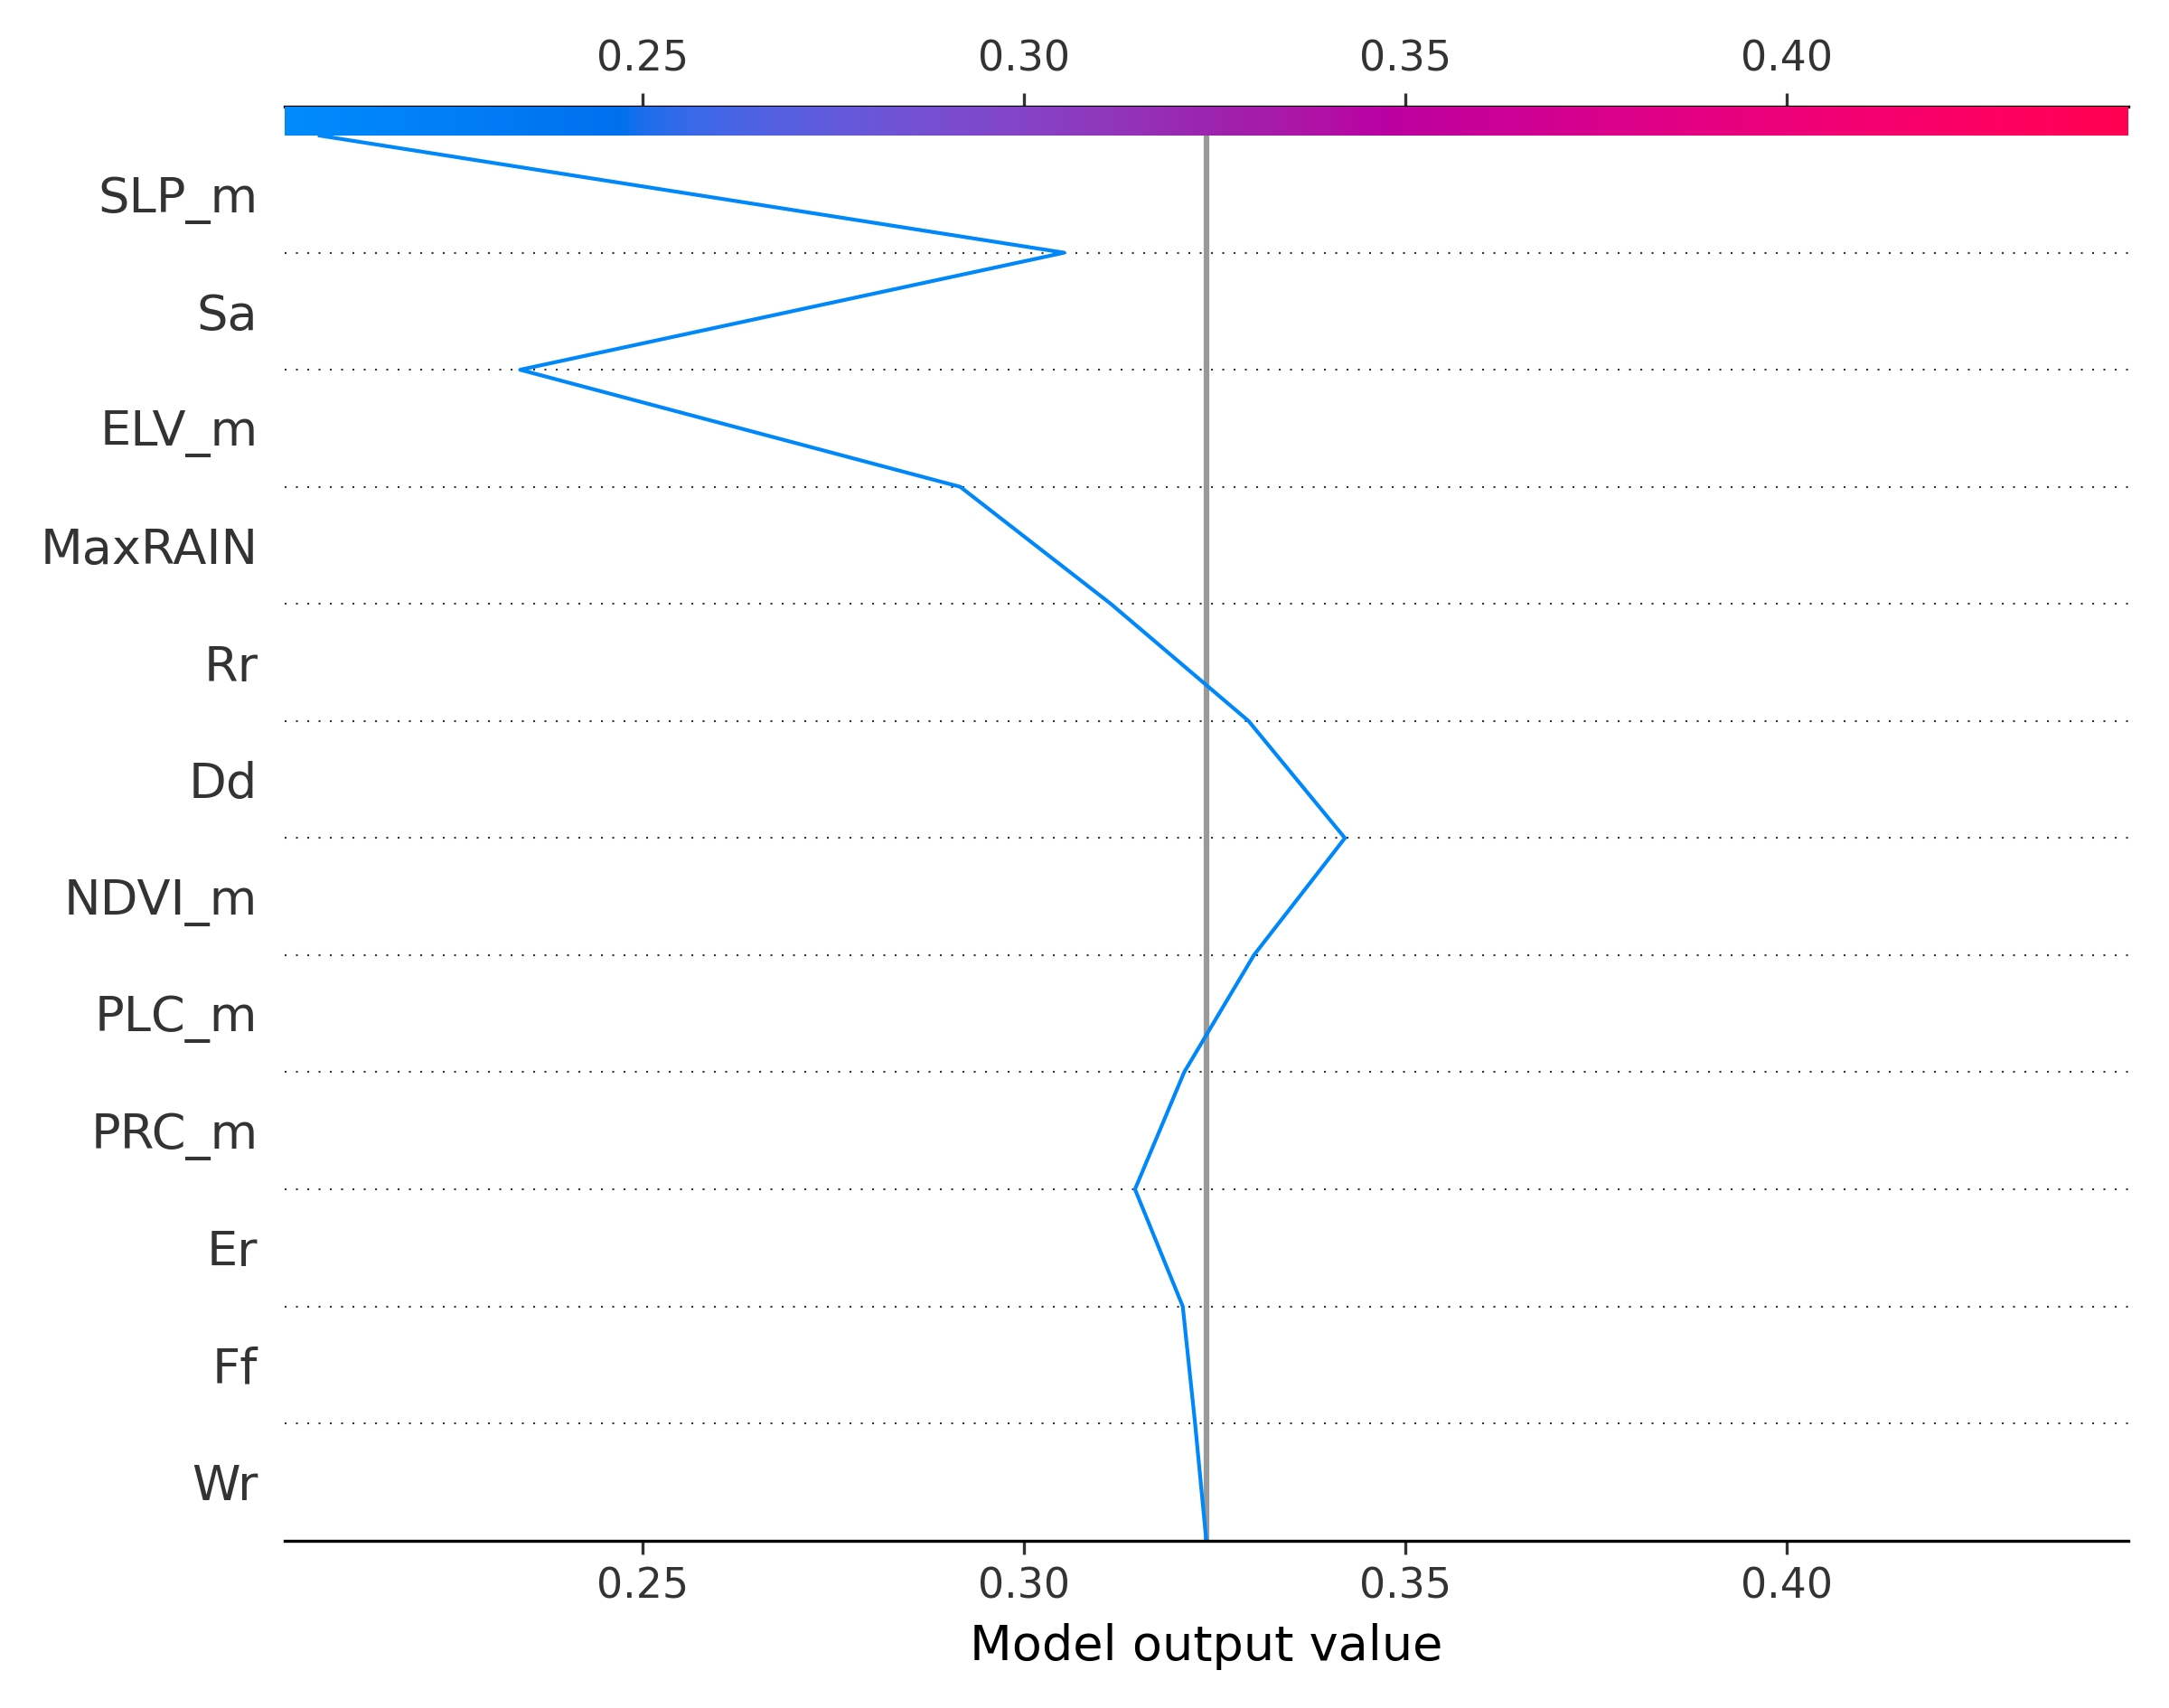 0.25 0.30 0.35 0.40
SLP_m
Sa
ELV_m
MaxRAIN
Rr
Dd
NDVI_m
PLC_m
PRC_m
Er
Ff
Wr
0.25 0.30 0.35 0.40
Model output value